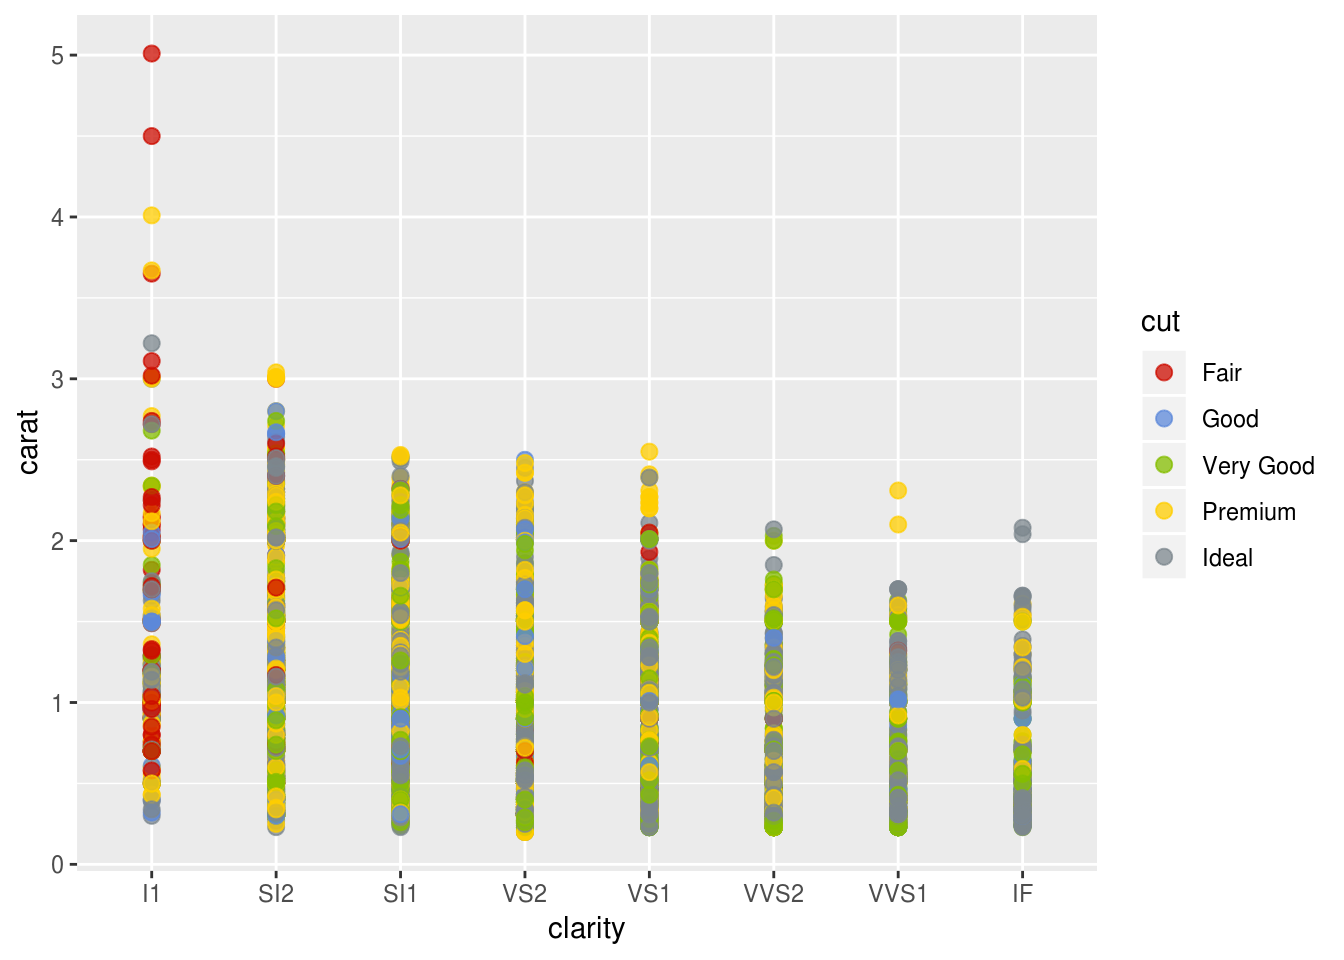 5
4
3
2
1
0
carat
I1 SI2 SI1 VS2 VS1 VVS2 VVS1 IF
clarity
cut
Fair
Good
Very Good
Premium
Ideal